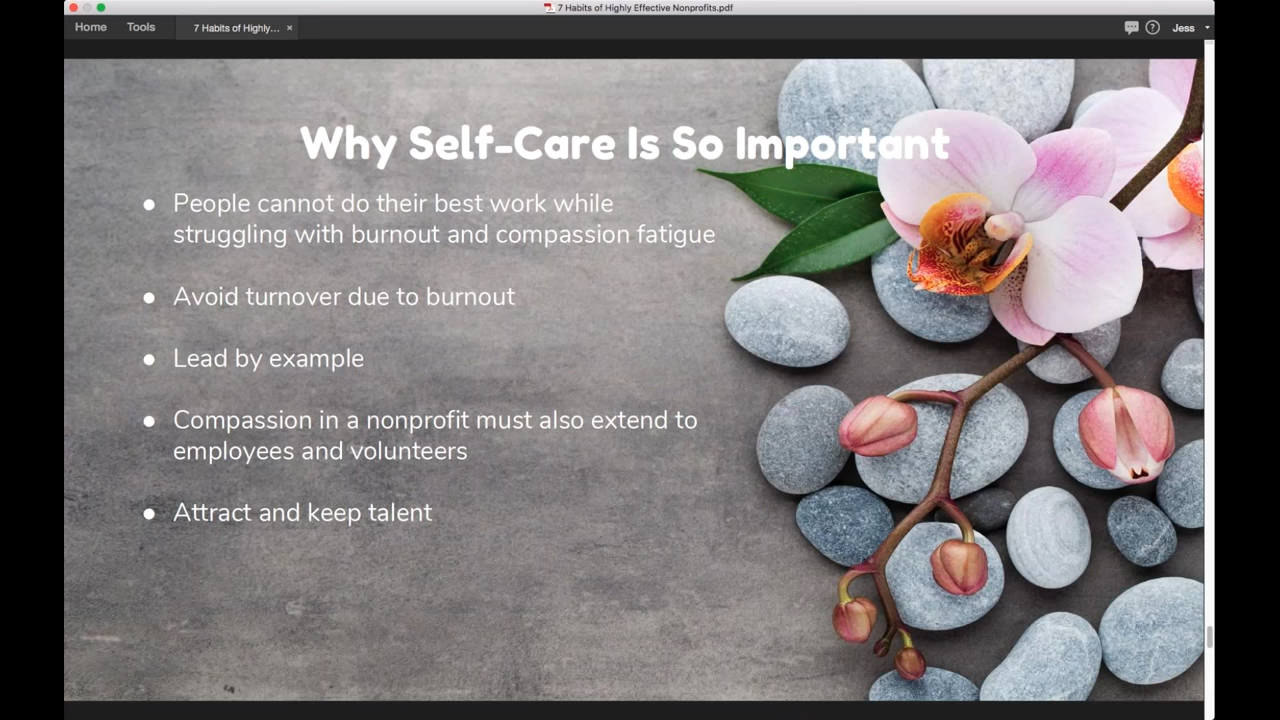 7 Habits of Highly Effective Nonprofits.pdf
Home Tools 7 Habits of Highly... × ? Jess
Why Self-Care Is So Important
● People cannot do their best work while
struggling with burnout and compassion fatigue
● Avoid turnover due to burnout
● Lead by example
● Compassion in a nonprofit must also extend to
employees and volunteers
● Attract and keep talent